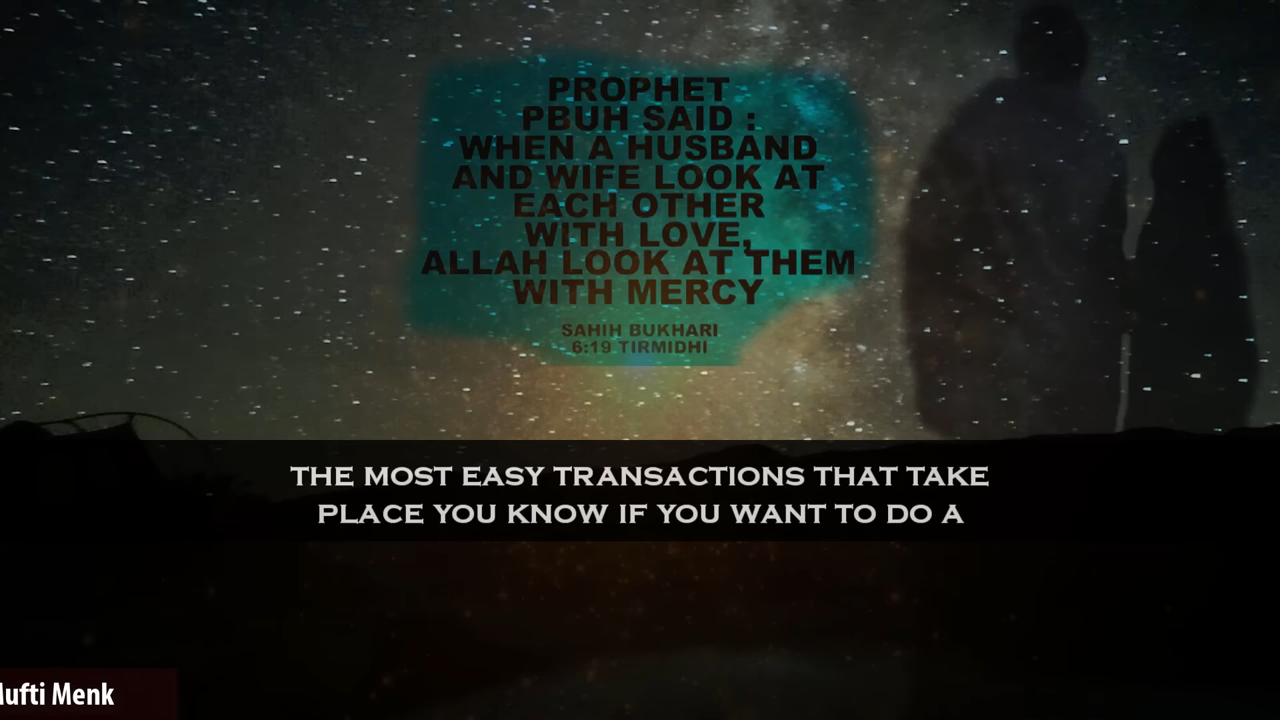 PROPHET
PBUH SAID :
WHEN A HUSBAND
AND WIFE LOOK AT
EACH OTHER
WITH LOVE,
ALLAH LOOK AT THEM
WITH MERCY
SAHIH BUKHARI
6:19 TIRMIDHI
THE MOST EASY TRANSACTIONS THAT TAKE
PLACE YOU KNOW IF YOU WANT TO DO A
Mufti Menk